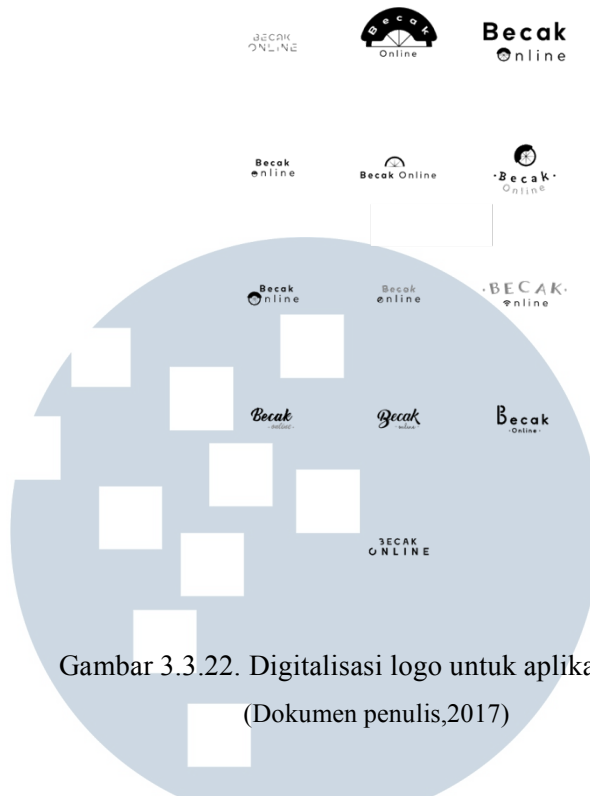 BECAK
ONLINE
Becak
Online
Becak
Online
Becak
online
Becak Online
·Becak·
Online
Becak
Online
Becak
online
·BECAK·
online
Becak
-online-
Becak
-online-
Becak
-Online-
BECAK
ONLINE
Gambar 3.3.22. Digitalisasi logo untuk aplika
(Dokumen penulis,2017)